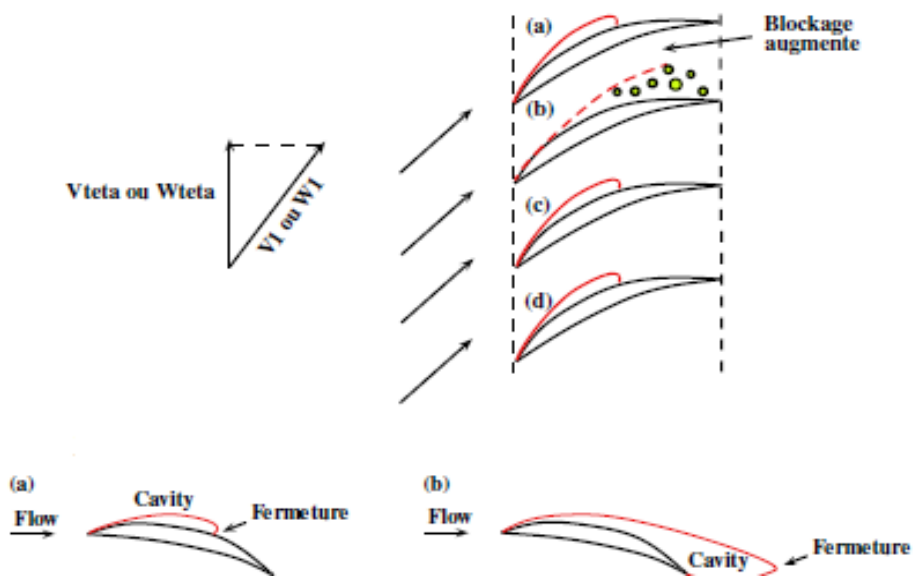 (a)
Blockage
augmente
(b)
Vteta ou Wteta
V1 ou W1
(c)
(d)
(a)
Cavity
Flow
Fermeture
(b)
Flow
Cavity
Fermeture